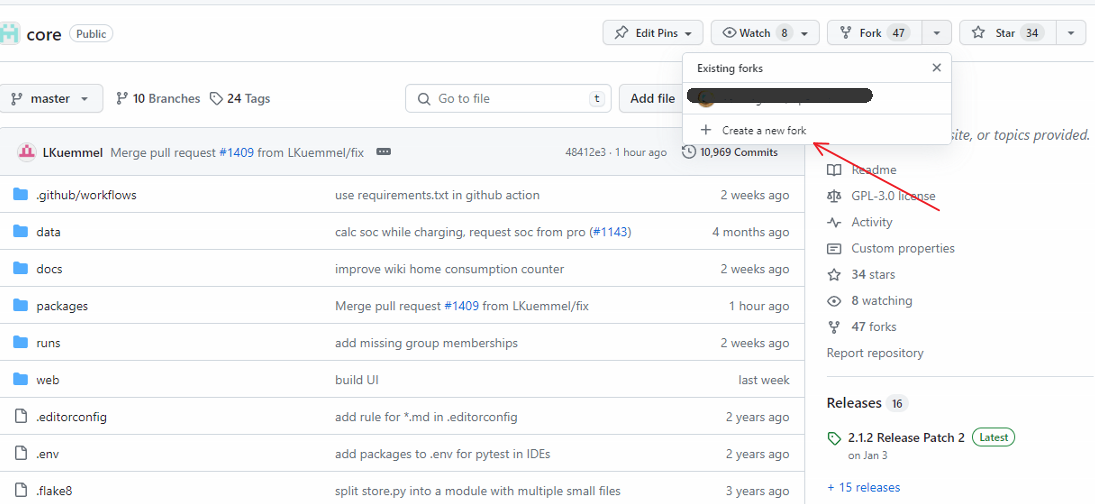 core Public Edit Pins Watch 8 Fork 47 Star 34
Existing forks
Create a new fork
master 10 Branches 24 Tags Go to file t Add file
site, or topics provided.
LKuemmel Merge pull request #1409 from LKuemmel/fix 48412e3 · 1 hour ago 10,969 Commits
.github/workflows use requirements.txt in github action 2 weeks ago
data calc soc while charging, request soc from pro (#1143) 4 months ago
docs improve wiki home consumption counter 2 weeks ago
packages Merge pull request #1409 from LKuemmel/fix 1 hour ago
runs add missing group memberships 2 weeks ago
web build UI last week
.editorconfig add rule for *.md in .editorconfig 2 years ago
.env add packages to .env for pytest in IDEs 2 years ago
.flake8 split store.py into a module with multiple small files 3 years ago
Readme
GPL-3.0 license
Activity
Custom properties
34 stars
8 watching
47 forks
Report repository
Releases 16
2.1.2 Release Patch 2 Latest
on Jan 3
+ 15 releases